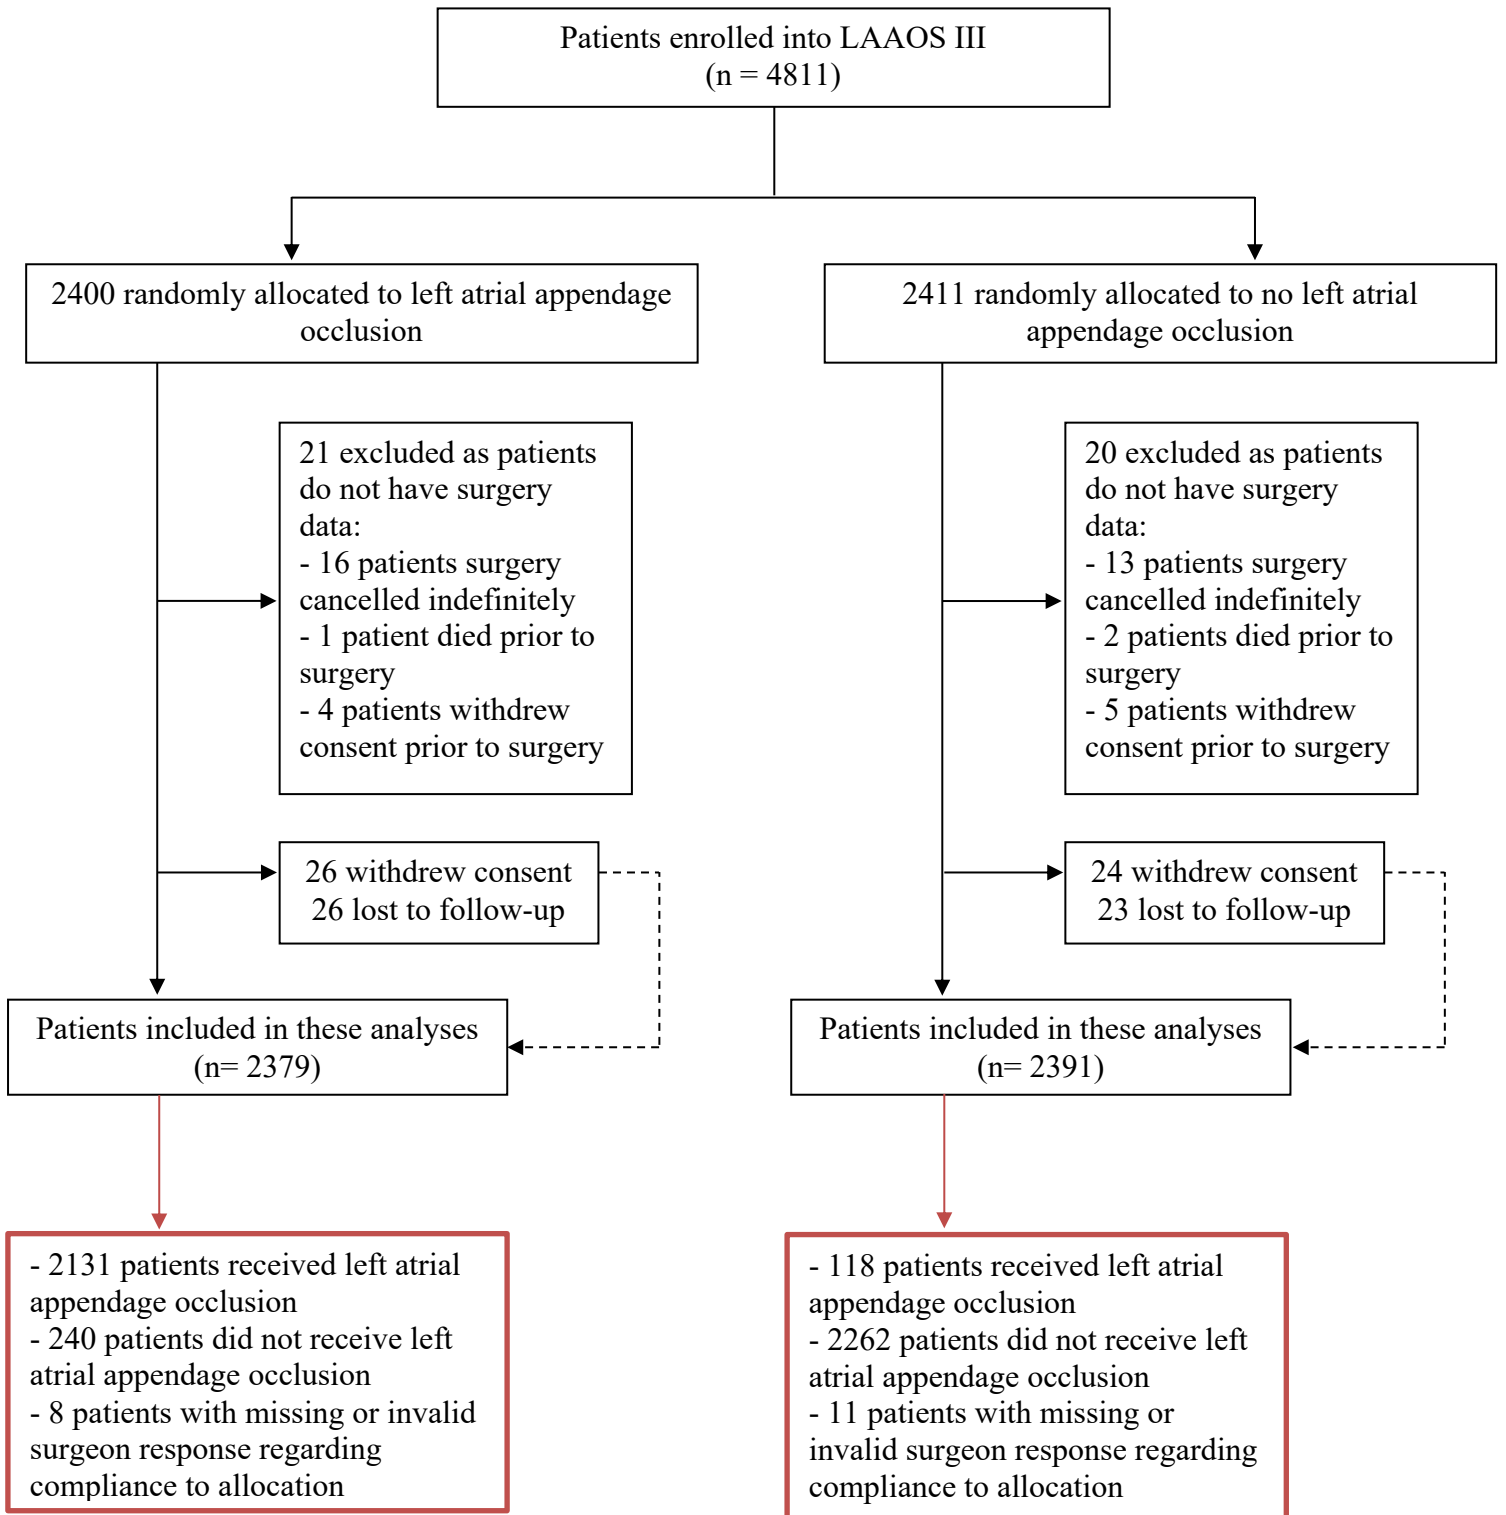 Patients enrolled into LAAOS III
(n = 4811)
2400 randomly allocated to left atrial appendage
occlusion
2411 randomly allocated to no left atrial
appendage occlusion
21 excluded as patients
do not have surgery
data:
- 16 patients surgery
cancelled indefinitely
- 1 patient died prior to
surgery
- 4 patients withdrew
consent prior to surgery
20 excluded as patients
do not have surgery
data:
- 13 patients surgery
cancelled indefinitely
- 2 patients died prior to
surgery
- 5 patients withdrew
consent prior to surgery
26 withdrew consent
26 lost to follow-up
24 withdrew consent
23 lost to follow-up
Patients included in these analyses
(n= 2379)
Patients included in these analyses
(n= 2391)
- 2131 patients received left atrial
appendage occlusion
- 240 patients did not receive left
atrial appendage occlusion
- 8 patients with missing or invalid
surgeon response regarding
compliance to allocation
- 118 patients received left atrial
appendage occlusion
- 2262 patients did not receive left
atrial appendage occlusion
- 11 patients with missing or
invalid surgeon response regarding
compliance to allocation